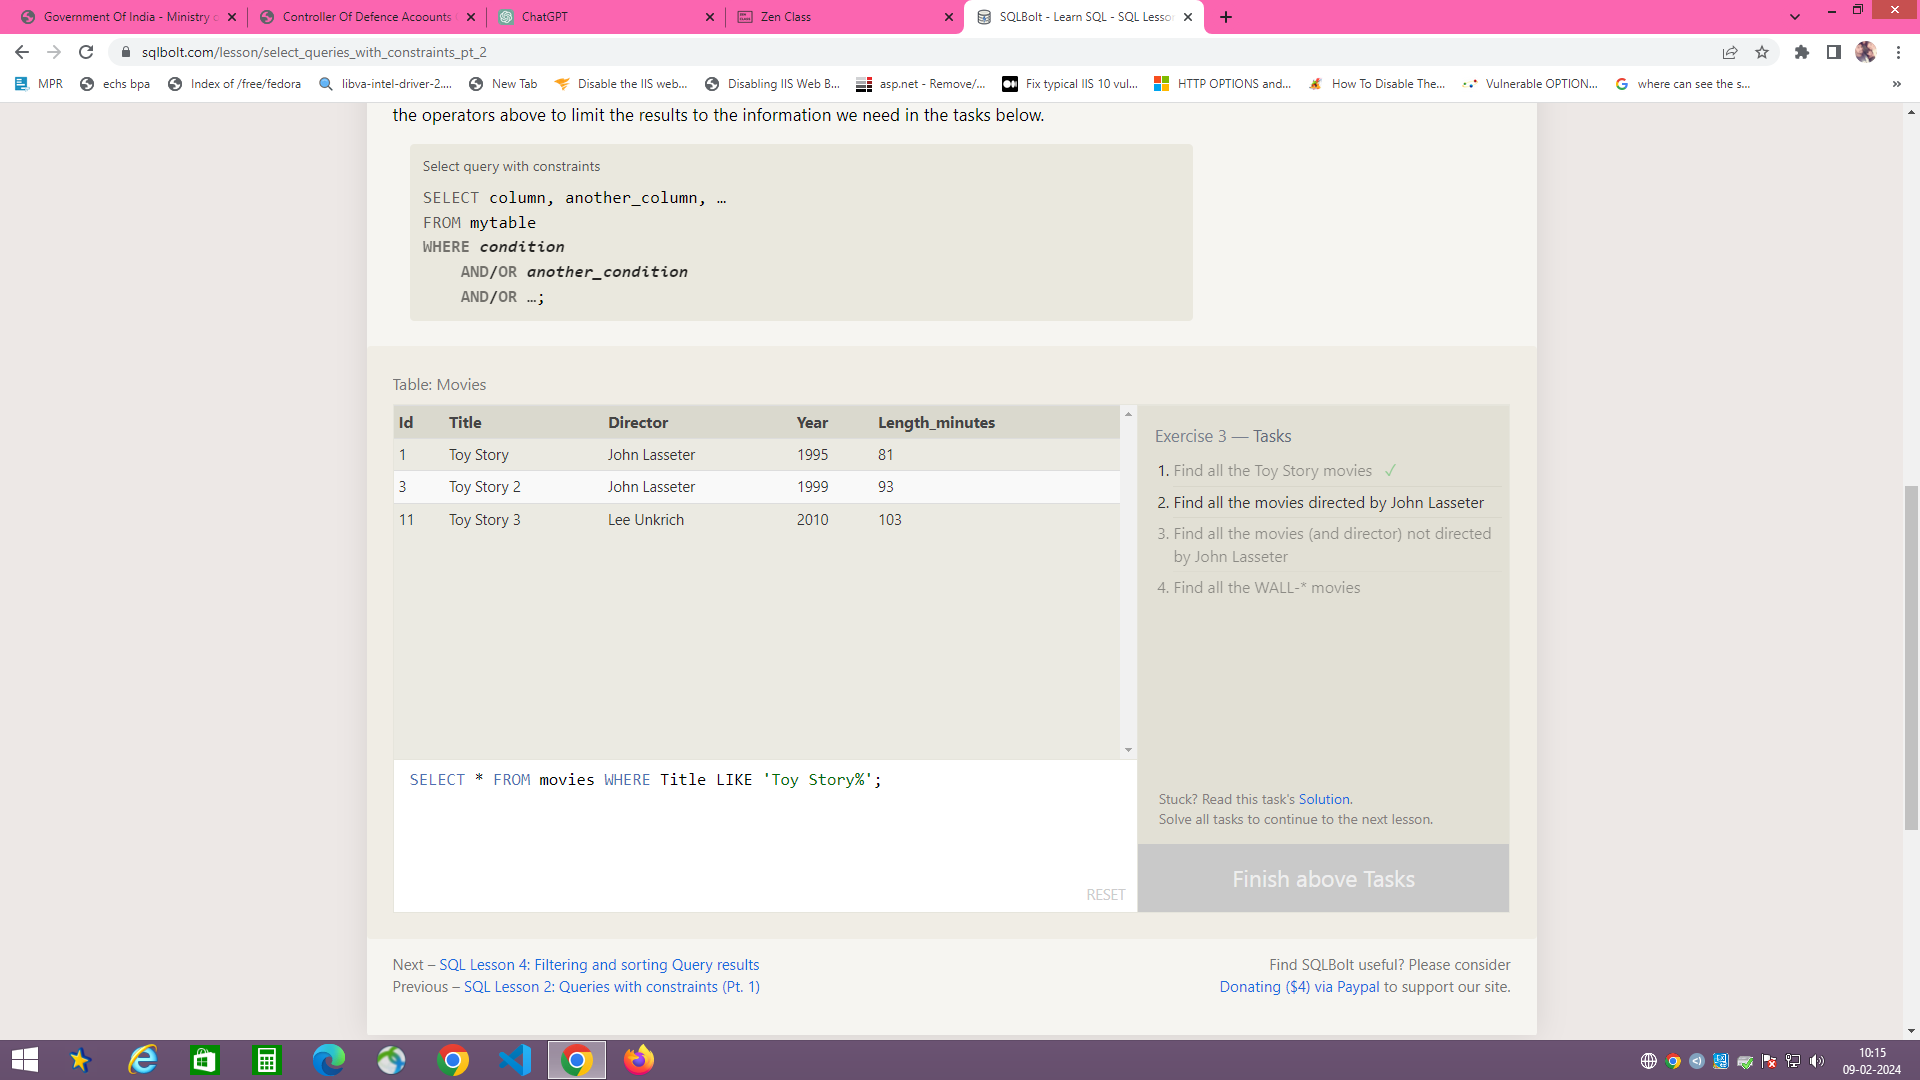 Government Of India - Ministry c
Controller Of Defence Acoounts
ChatGPT
Zen Class
SQLBolt - Learn SQL - SQL Lesso
sqlbolt.com/lesson/select_queries_with_constraints_pt_2
MPR
echs bpa
Index of /free/fedora
libva-intel-driver-2....
New Tab
Disable the IIS web...
Disabling IIS Web B...
asp.net - Remove/...
Fix typical IIS 10 vul...
HTTP OPTIONS and...
How To Disable The...
Vulnerable OPTION...
where can see the s...
»
the operators above to limit the results to the information we need in the tasks below.
Select query with constraints
SELECT column, another_column, …
FROM mytable
WHERE condition
AND/OR another_condition
AND/OR …;
Table: Movies
Id Title Director Year Length_minutes
1 Toy Story John Lasseter 1995 81
3 Toy Story 2 John Lasseter 1999 93
11 Toy Story 3 Lee Unkrich 2010 103
Exercise 3 — Tasks
1. Find all the Toy Story movies ✓
2. Find all the movies directed by John Lasseter
3. Find all the movies (and director) not directed
by John Lasseter
4. Find all the WALL-* movies
SELECT * FROM movies WHERE Title LIKE 'Toy Story%';
RESET
Stuck? Read this task's Solution.
Solve all tasks to continue to the next lesson.
Finish above Tasks
Next – SQL Lesson 4: Filtering and sorting Query results
Previous – SQL Lesson 2: Queries with constraints (Pt. 1)
Find SQLBolt useful? Please consider
Donating ($4) via Paypal to support our site.
10:15
09-02-2024